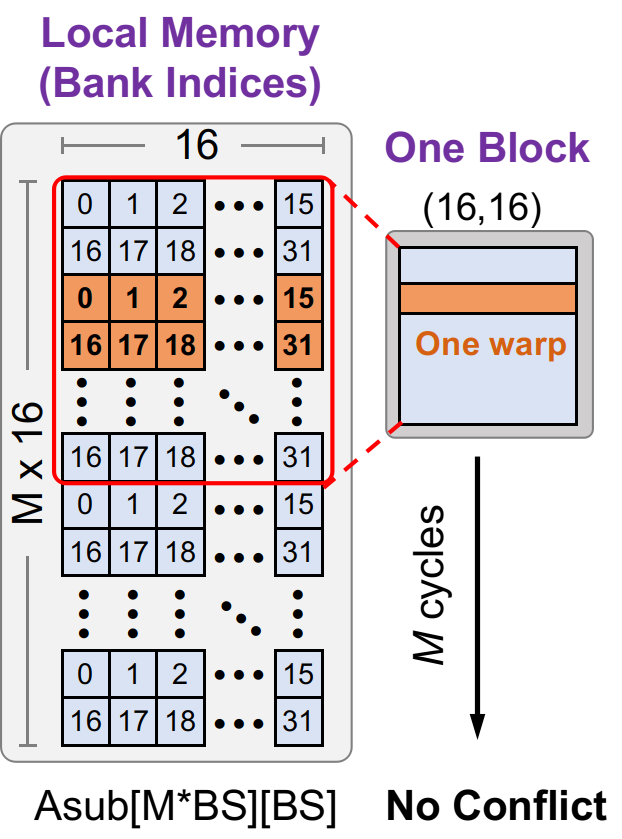 Local Memory
(Bank Indices)
16
One Block
(16,16)
0 1 2 ••• 15
16 17 18 ••• 31
0 1 2 ••• 15
16 17 18 ••• 31
One warp
16 17 18 ••• 31
0 1 2 ••• 15
16 17 18 ••• 31
0 1 2 ••• 15
16 17 18 ••• 31
M x 16
M cycles
Asub[M*BS][BS]
No Conflict